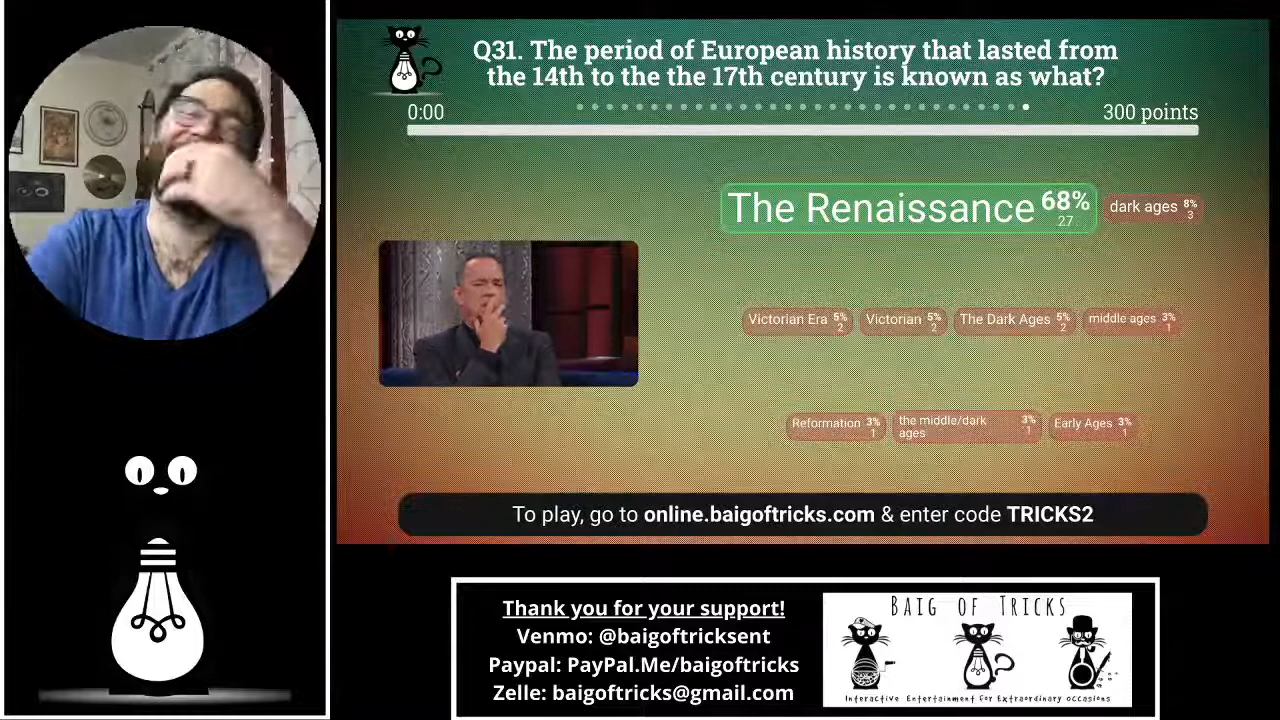 Q31. The period of European history that lasted from
the 14th to the the 17th century is known as what?
0:00
300 points
The Renaissance 68% 27
dark ages 8% 3
Victorian Era 5% 2
Victorian 5% 2
The Dark Ages 5% 2
middle ages 3% 1
Reformation 3% 1
the middle/dark
ages 3% 1
Early Ages 3% 1
To play, go to online.baigoftricks.com & enter code TRICKS2
Thank you for your support!
Venmo: @baigoftricksent
Paypal: PayPal.Me/baigoftricks
Zelle: baigoftricks@gmail.com
BAIG OF TRICKS
Interactive Entertainment for Extraordinary Occasions